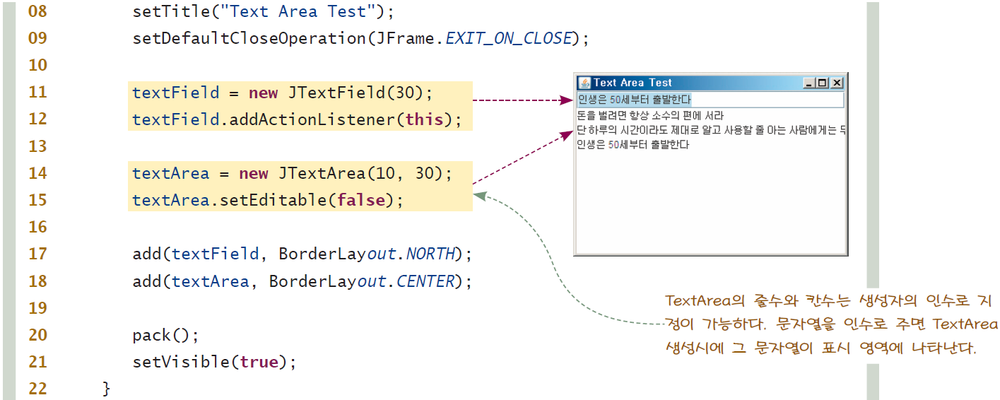 08 setTitle("Text Area Test");
09 setDefaultCloseOperation(JFrame.EXIT_ON_CLOSE);
10
11 textField = new JTextField(30);
12 textField.addActionListener(this);
13
14 textArea = new JTextArea(10, 30);
15 textArea.setEditable(false);
16
17 add(textField, BorderLayout.NORTH);
18 add(textArea, BorderLayout.CENTER);
19
20 pack();
21 setVisible(true);
22 }
Text Area Test
인생은 50세부터 출발한다
돈을 벌려면 항상 소수의 편에 서라
단 하루의 시간이라도 제대로 알고 사용할 줄 아는 사람에게는
인생은 50세부터 출발한다
TextArea의 줄수와 칸수는 생성자의 인수로 지
정이 가능하다. 문자열을 인수로 주면 TextArea
생성시에 그 문자열이 표시 영역에 나타난다.